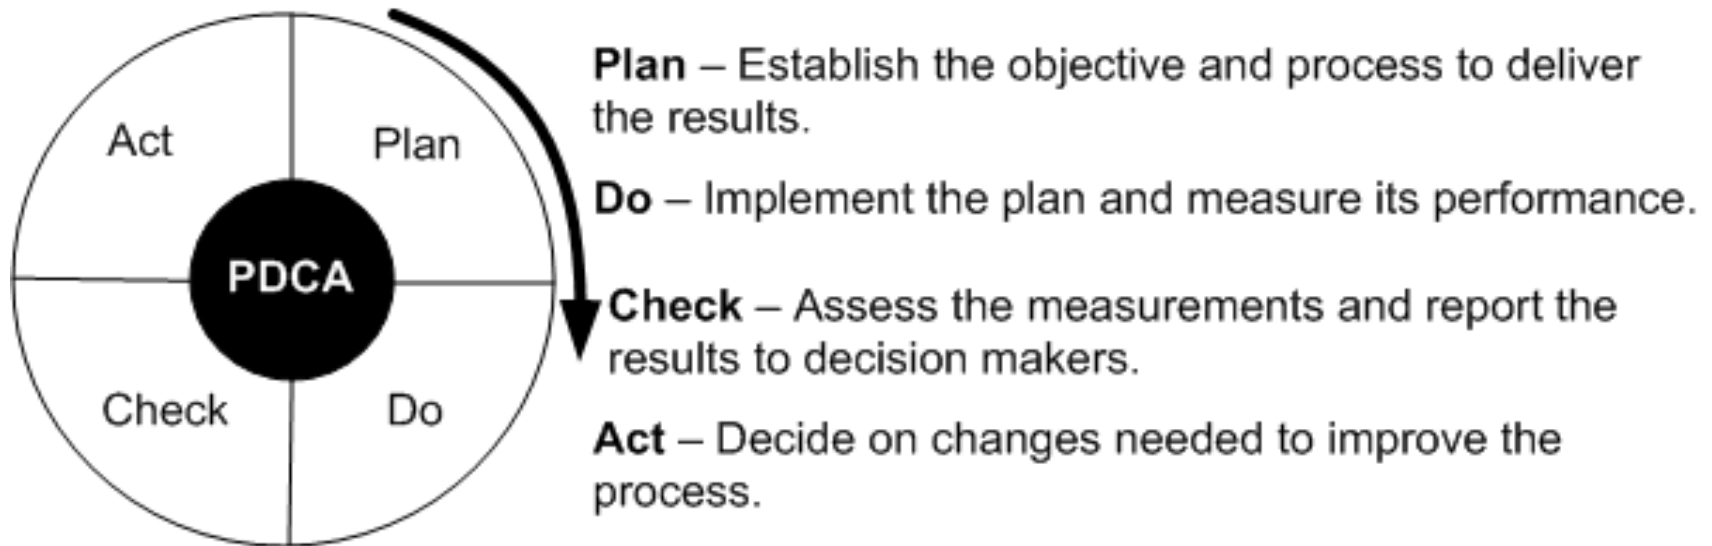 Act
Plan
PDCA
Check
Do
Plan – Establish the objective and process to deliver
the results.
Do – Implement the plan and measure its performance.
Check – Assess the measurements and report the
results to decision makers.
Act – Decide on changes needed to improve the
process.